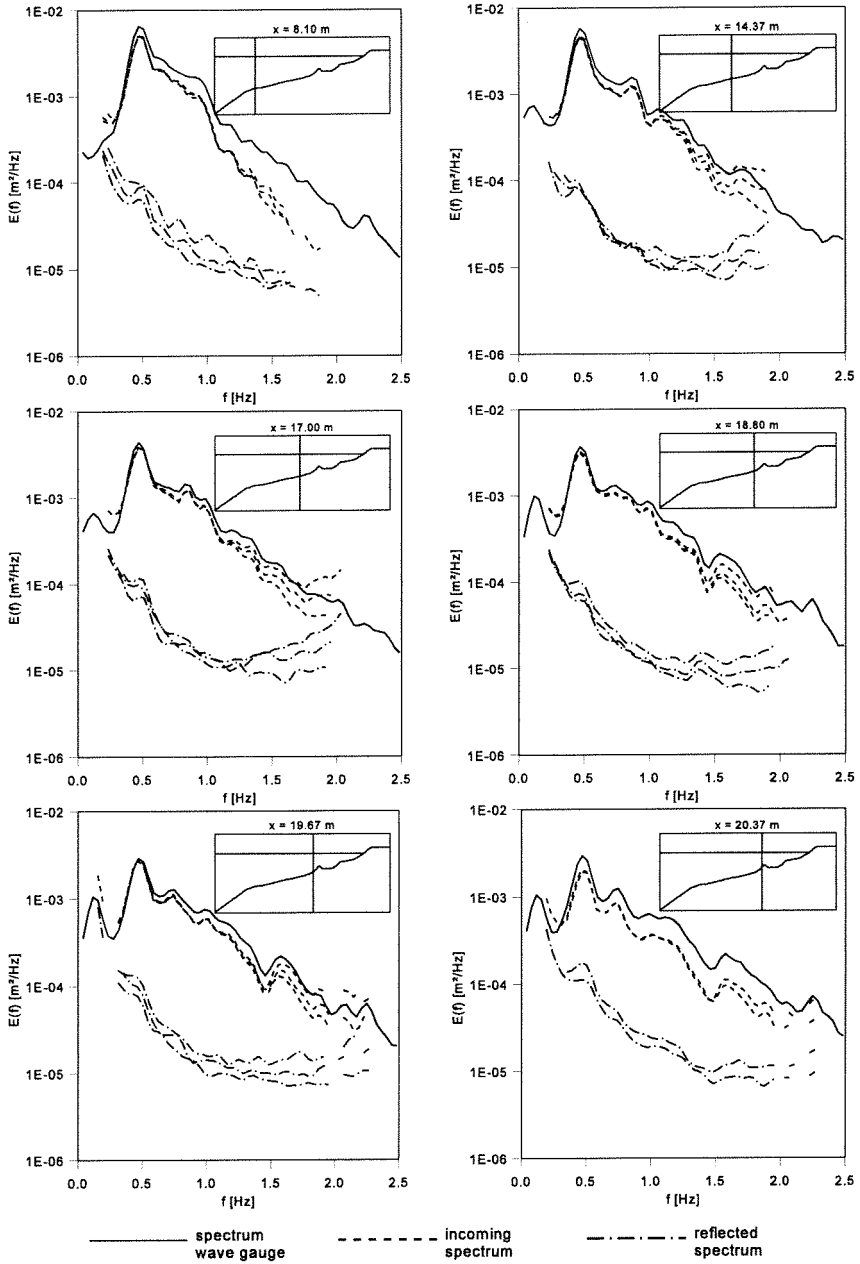 x = 8.10 m
x = 14.37 m
1E-02
1E-03
1E-04
1E-05
1E-06
E(f) [m²/Hz]
0.0 0.5 1.0 1.5 2.0 2.5
f [Hz]
1E-02
1E-03
1E-04
1E-05
1E-06
E(f) [m²/Hz]
0.0 0.5 1.0 1.5 2.0 2.5
f [Hz]
x = 17.00 m
x = 18.80 m
1E-02
1E-03
1E-04
1E-05
1E-06
E(f) [m²/Hz]
0.0 0.5 1.0 1.5 2.0 2.5
f [Hz]
1E-02
1E-03
1E-04
1E-05
1E-06
E(f) [m²/Hz]
0.0 0.5 1.0 1.5 2.0 2.5
f [Hz]
x = 19.67 m
x = 20.37 m
1E-02
1E-03
1E-04
1E-05
1E-06
E(f) [m²/Hz]
0.0 0.5 1.0 1.5 2.0 2.5
f [Hz]
1E-02
1E-03
1E-04
1E-05
1E-06
E(f) [m²/Hz]
0.0 0.5 1.0 1.5 2.0 2.5
f [Hz]
spectrum
wave gauge
incoming
spectrum
reflected
spectrum